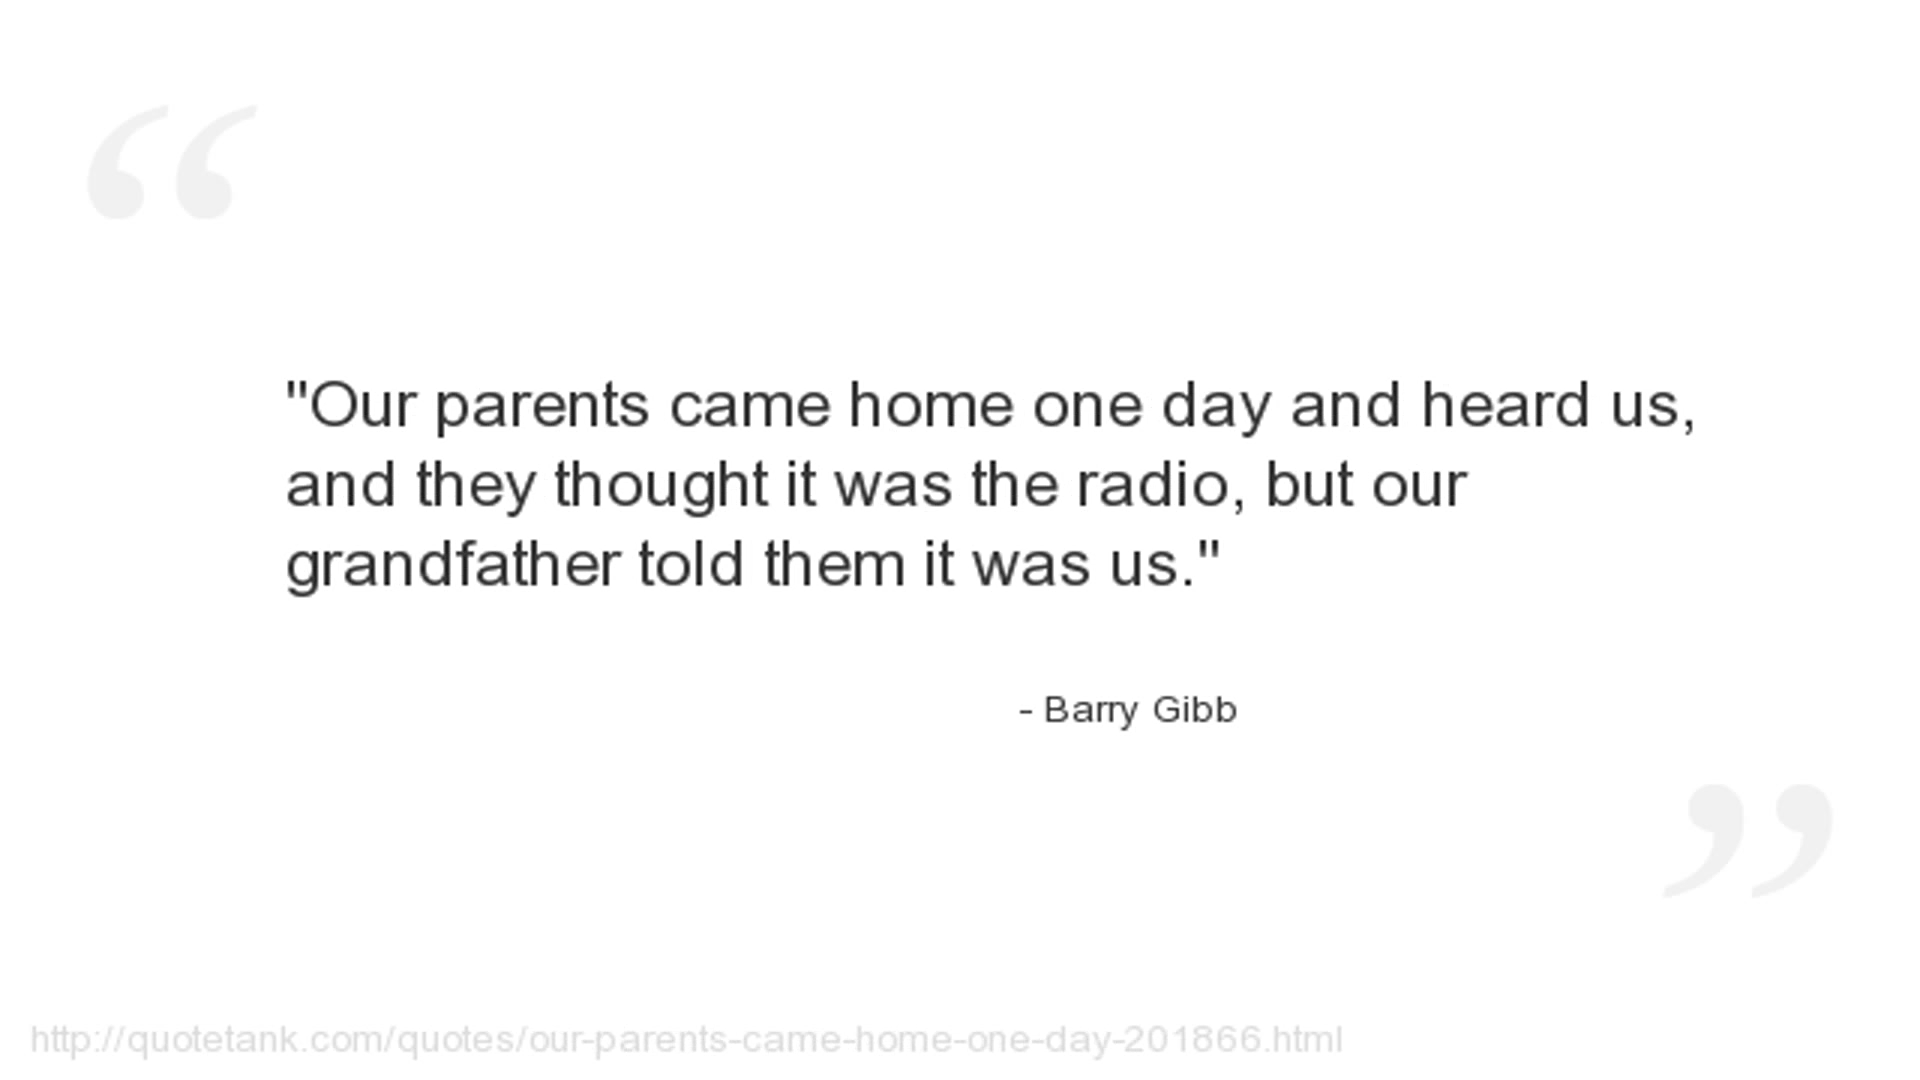 "Our parents came home one day and heard us,
and they thought it was the radio, but our
grandfather told them it was us."
- Barry Gibb
http://quotetank.com/quotes/our-parents-came-home-one-day-201866.html